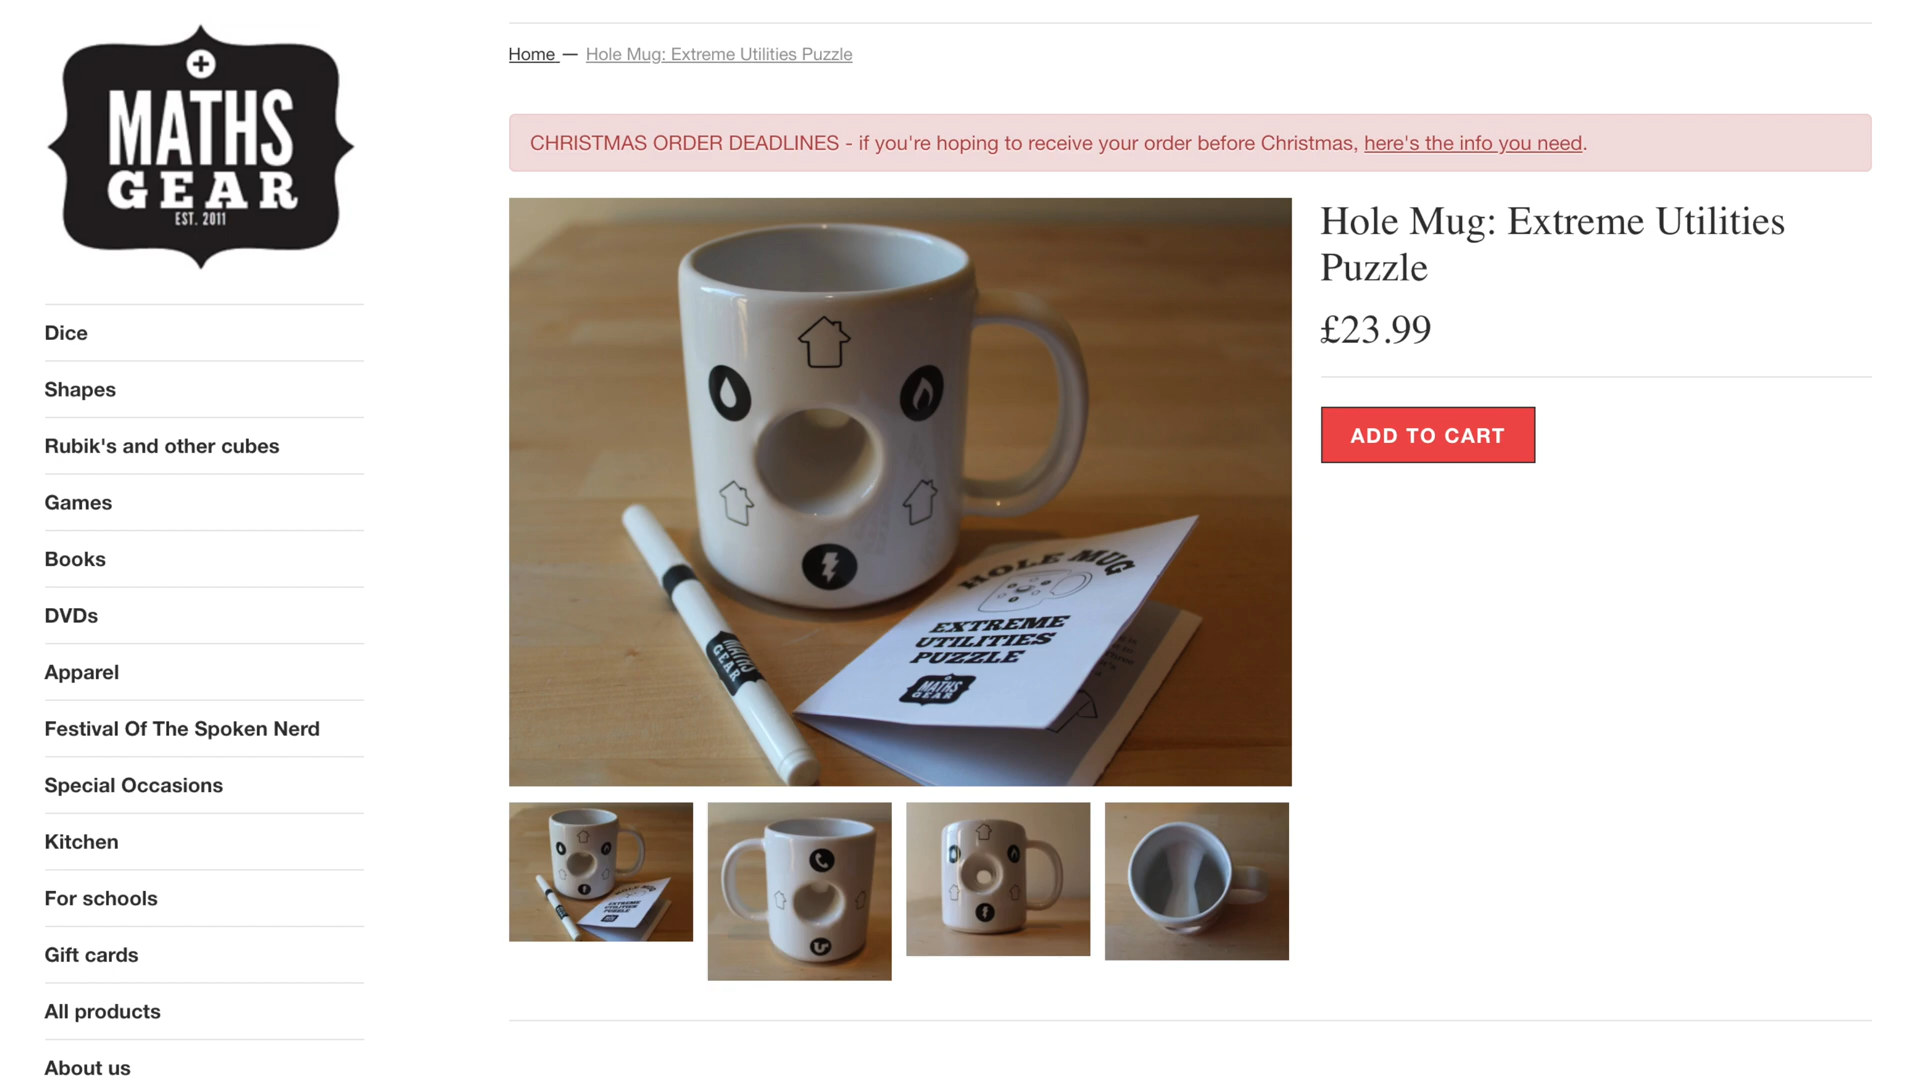 MATHS
GEAR
EST. 2011
Dice
Shapes
Rubik's and other cubes
Games
Books
DVDs
Apparel
Festival Of The Spoken Nerd
Special Occasions
Kitchen
For schools
Gift cards
All products
About us
Home — Hole Mug: Extreme Utilities Puzzle
CHRISTMAS ORDER DEADLINES - if you're hoping to receive your order before Christmas, here's the info you need.
HOLE MUG
EXTREME
UTILITIES
PUZZLE
MATHS
GEAR
MATHS
GEAR
Hole Mug: Extreme Utilities
Puzzle
£23.99
ADD TO CART